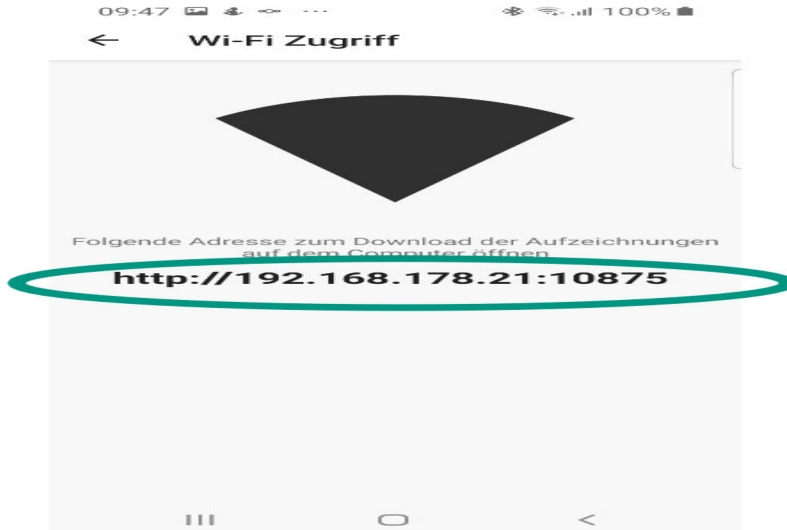 09:47 100%
Wi-Fi Zugriff
Folgende Adresse zum Download der Aufzeichnungen
auf dem Computer öffnen
http://192.168.178.21:10875